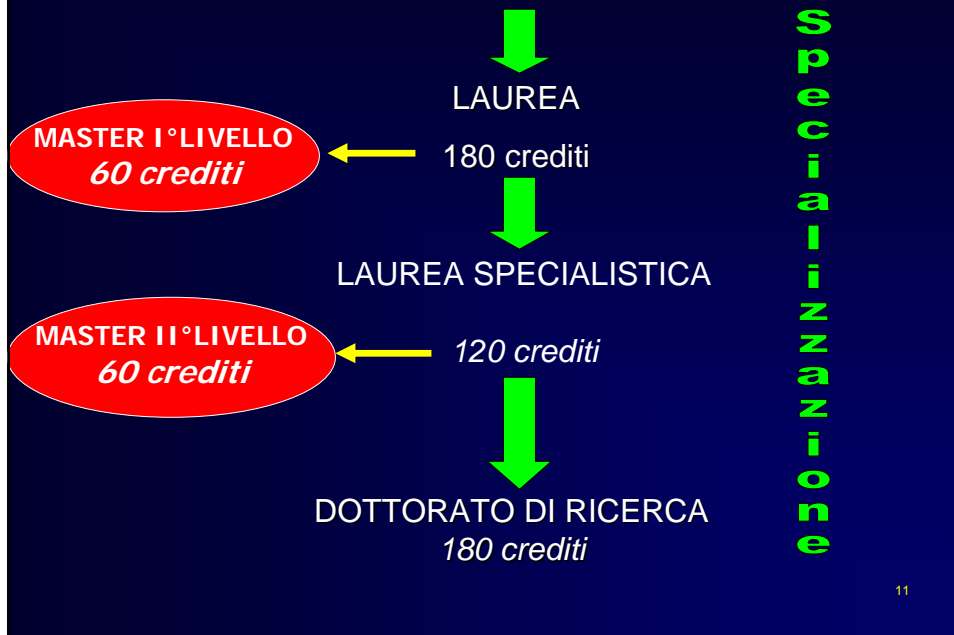 LAUREA
180 crediti
MASTER I°LIVELLO
60 crediti
LAUREA SPECIALISTICA
120 crediti
MASTER II°LIVELLO
60 crediti
DOTTORATO DI RICERCA
180 crediti
Specializzazione
11